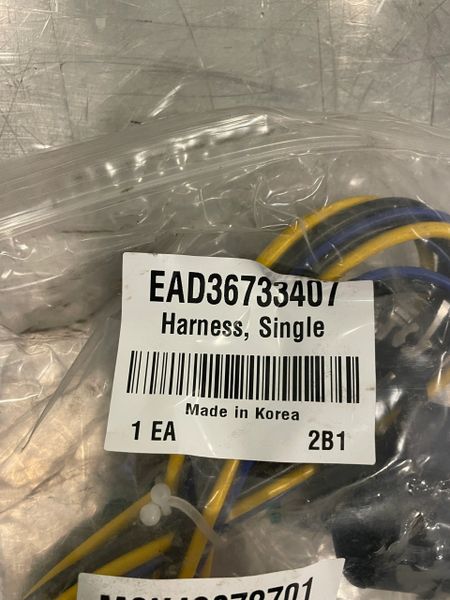 EAD36733407
Harness, Single
Made in Korea
1 EA 2B1